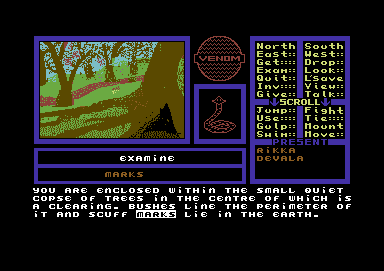 VENOM
North South
East:: West::
Get::: Drop::
Exam:: Look::
Quit:: L'save
Inv::: View::
Give:: Talk::
SCROLL
Jump:: Fight
Use::: Tie:::
Gulp:: Mount
Swim:: Move::
PRESENT
RIKKA
DEVALA
examine
MARKS
YOU ARE ENCLOSED WITHIN THE SMALL QUIET
COPSE OF TREES IN THE CENTRE OF WHICH IS
A CLEARING. BUSHES LINE THE PERIMETER OF
iT AND SCUFF MARKS LiE iN THE EARTH.